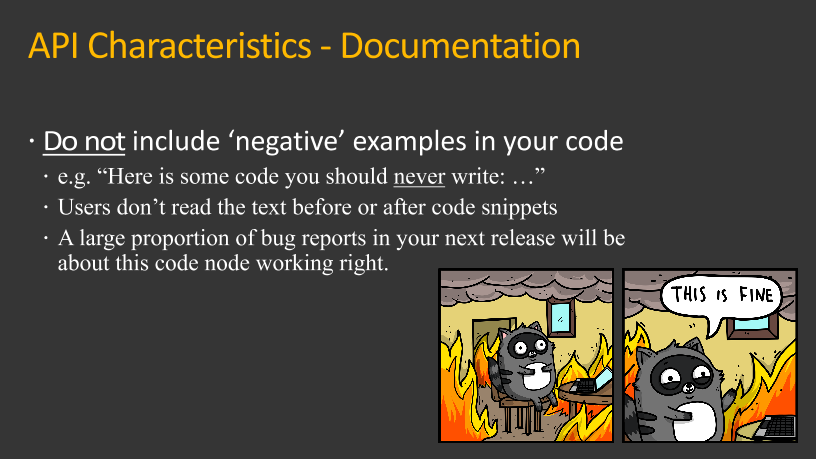 API Characteristics - Documentation
· Do not include ‘negative’ examples in your code
· e.g. “Here is some code you should never write: …”
· Users don’t read the text before or after code snippets
· A large proportion of bug reports in your next release will be
about this code node working right.
THIS IS FINE